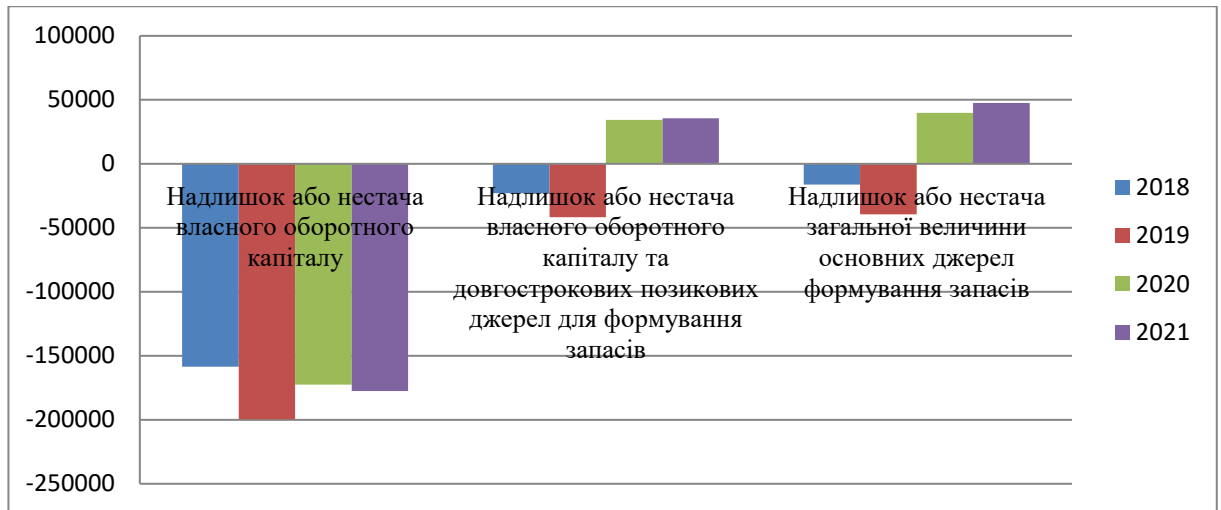 100000
50000
0
-50000
-100000
-150000
-200000
-250000
Надлишок або нестача
власного оборотного
капіталу
Надлишок або нестача
власного оборотного
капіталу та
довгострокових позикових
джерел для формування
запасів
Надлишок або нестача
загальної величини
основних джерел
формування запасів
2018
2019
2020
2021